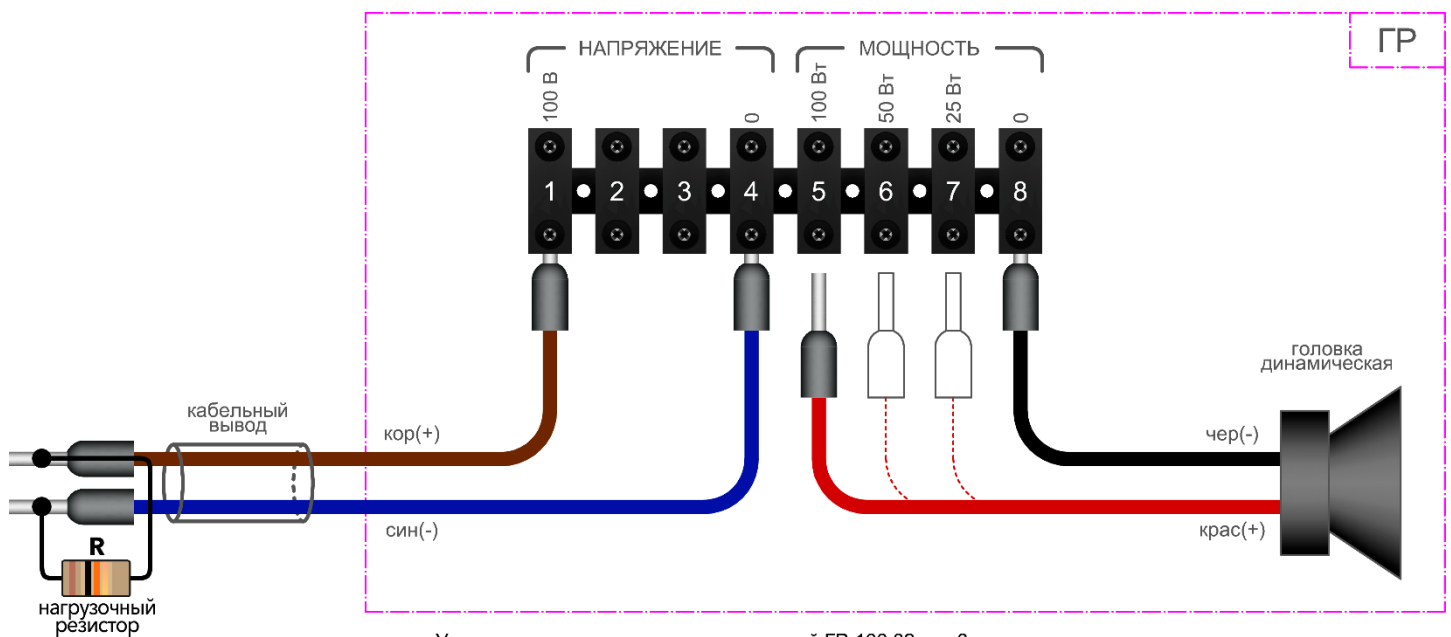 ГР
НАПРЯЖЕНИЕ
МОЩНОСТЬ
100 В
0
100 Вт
50 Вт
25 Вт
0
1 2 3 4 5 6 7 8
головка
динамическая
кабельный
вывод
кор(+)
чер(-)
син(-)
крас(+)
R
нагрузочный
резистор